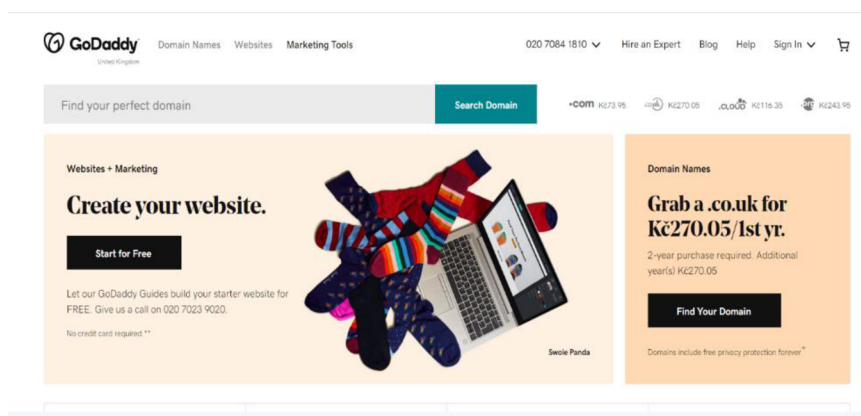 GoDaddy
United Kingdom
Domain Names Websites Marketing Tools
020 7084 1810 Hire an Expert Blog Help Sign In
Find your perfect domain
Search Domain
.com Kč73.95
Kč270.05
.CLOUD Kč116.35
.org Kč243.95
Websites + Marketing
Create your website.
Start for Free
Let our GoDaddy Guides build your starter website for
FREE. Give us a call on 020 7023 9020.
No credit card required.**
Swole Panda
Domain Names
Grab a .co.uk for
Kč270.05/1st yr.
2-year purchase required. Additional
year(s) Kč270.05
Find Your Domain
Domains include free privacy protection forever*